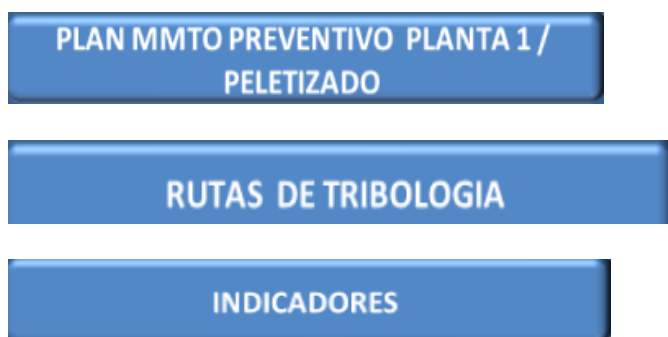 PLAN MMTO PREVENTIVO PLANTA 1 /
PELETIZADO
RUTAS DE TRIBOLOGIA
INDICADORES